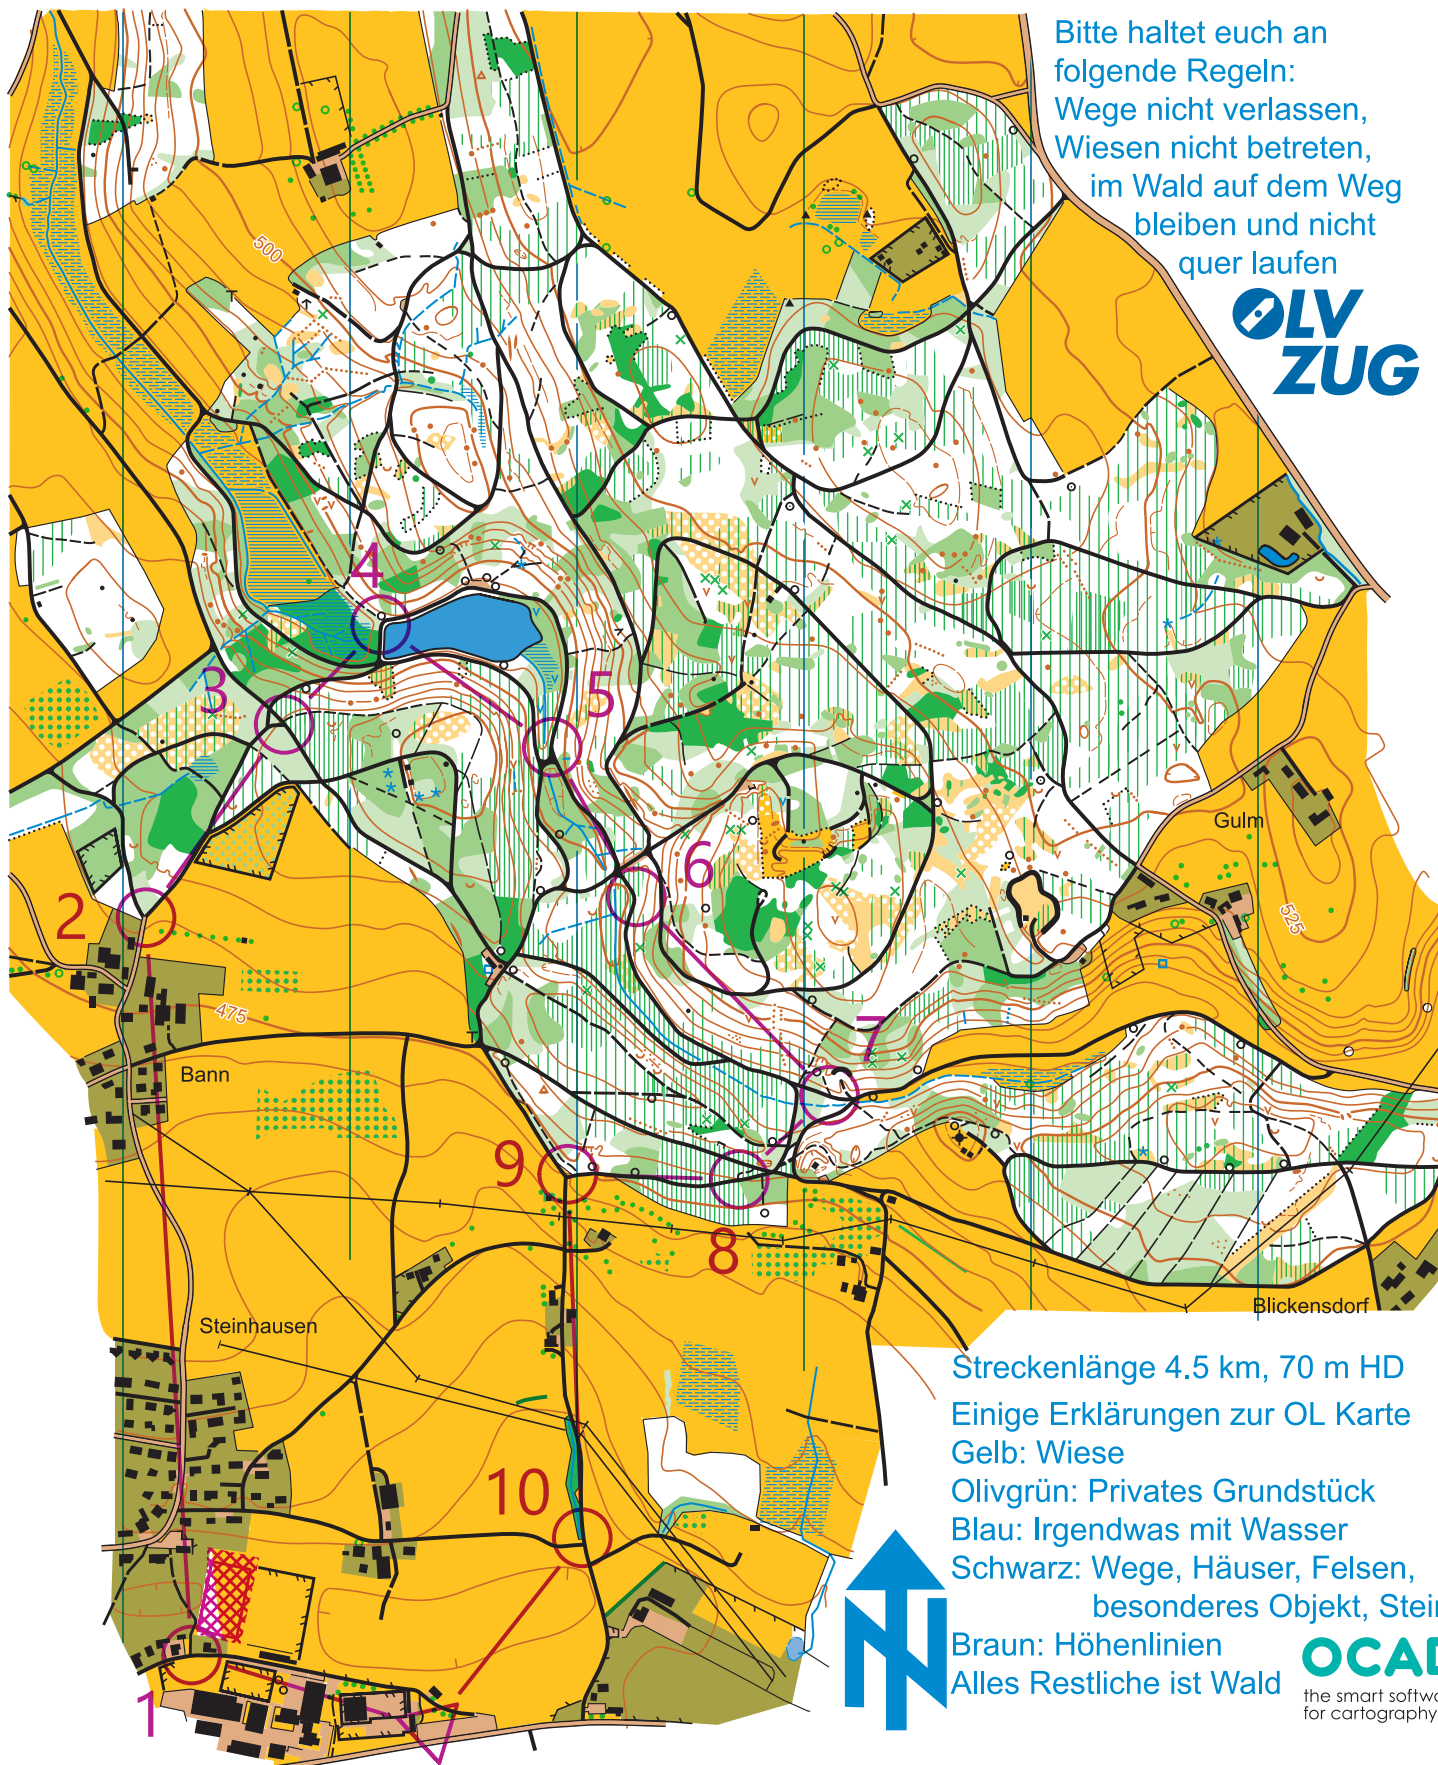 Bitte haltet euch an
folgende Regeln:
Wege nicht verlassen,
Wiesen nicht betreten,
im Wald auf dem Weg
bleiben und nicht
quer laufen
OLV
ZUG
500
4
3
5
Gulm
6
2
525
475
7
Bann
9
8
Blickensdorf
Steinhausen
10
1
Streckenlänge 4.5 km, 70 m HD
Einige Erklärungen zur OL Karte
Gelb: Wiese
Olivgrün: Privates Grundstück
Blau: Irgendwas mit Wasser
Schwarz: Wege, Häuser, Felsen,
besonderes Objekt, Stein
Braun: Höhenlinien
Alles Restliche ist Wald
N
OCAD
the smart softwa
for cartography